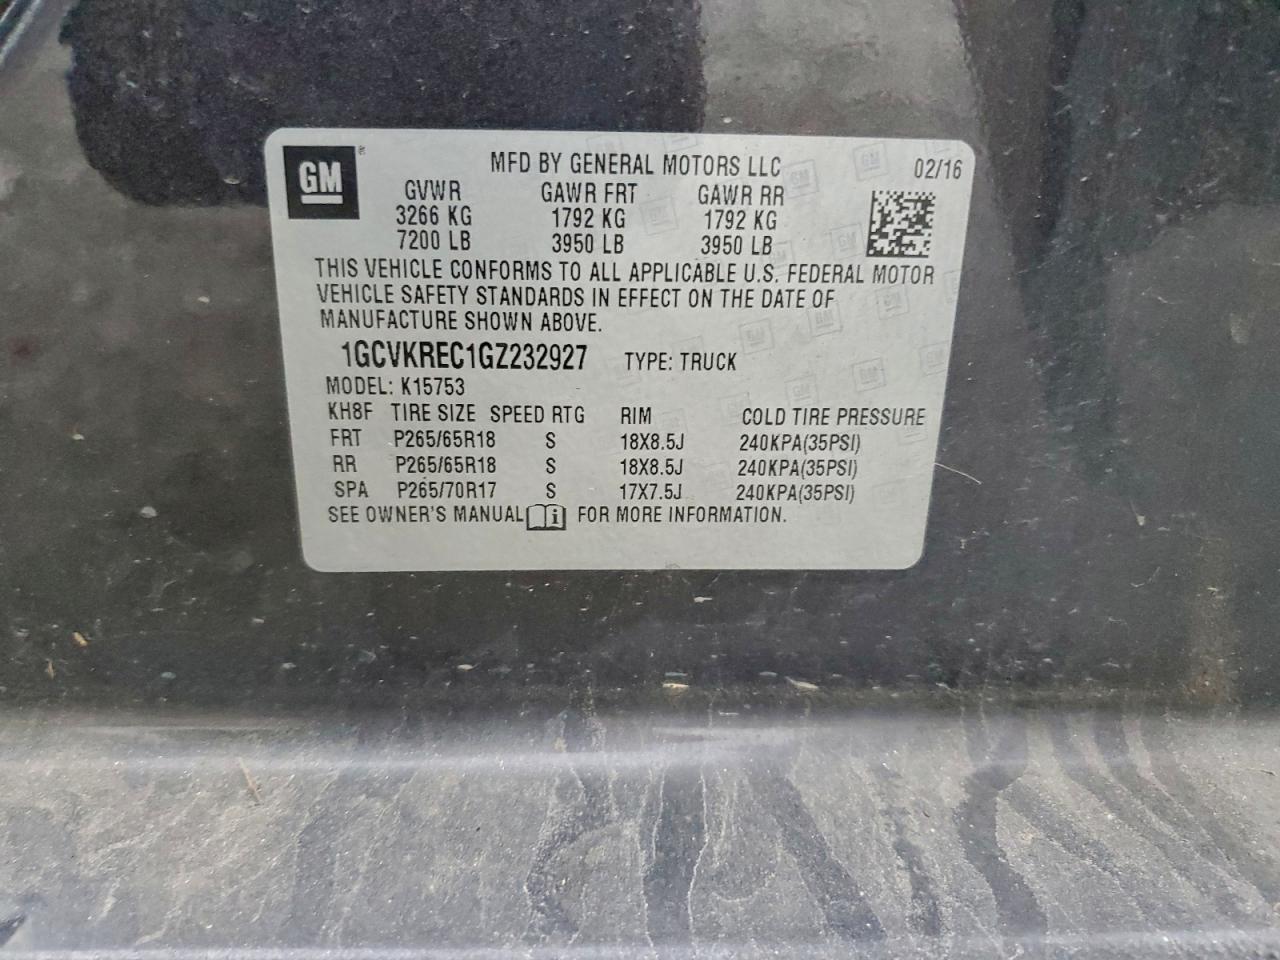 GM ® MFD BY GENERAL MOTORS LLC 02/16
GVWR GAWR FRT GAWR RR
3266 KG 1792 KG 1792 KG
7200 LB 3950 LB 3950 LB
THIS VEHICLE CONFORMS TO ALL APPLICABLE U.S. FEDERAL MOTOR
VEHICLE SAFETY STANDARDS IN EFFECT ON THE DATE OF
MANUFACTURE SHOWN ABOVE.
1GCVKREC1GZ232927 TYPE: TRUCK
MODEL: K15753
KH8F TIRE SIZE SPEED RTG RIM COLD TIRE PRESSURE
FRT P265/65R18 S 18X8.5J 240KPA(35PSI)
RR P265/65R18 S 18X8.5J 240KPA(35PSI)
SPA P265/70R17 S 17X7.5J 240KPA(35PSI)
SEE OWNER'S MANUAL i FOR MORE INFORMATION.